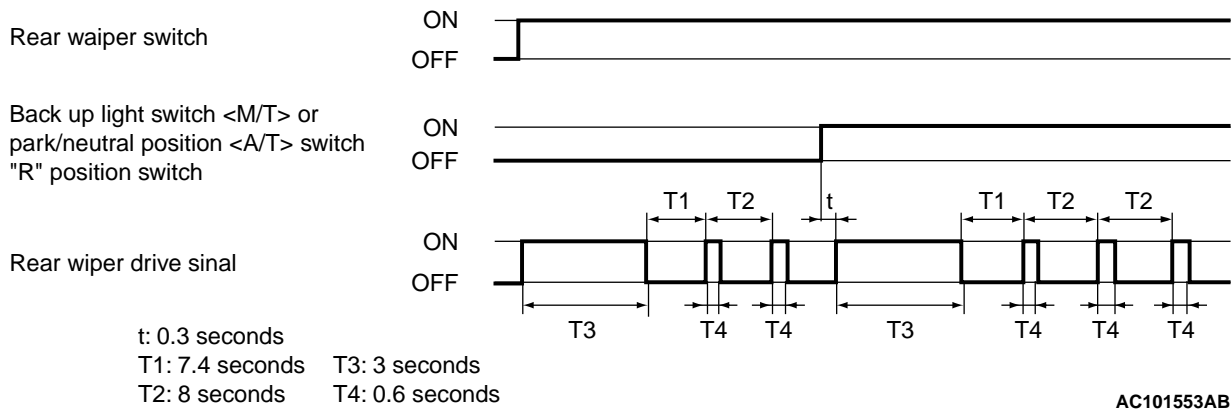 Rear waiper switch
ON
OFF
Back up light switch <M/T> or
park/neutral position <A/T> switch
"R" position switch
ON
OFF
T1 T2 t T1 T2 T2
Rear wiper drive sinal
ON
OFF
T3 T4 T4 T3 T4 T4 T4
t: 0.3 seconds
T1: 7.4 seconds T3: 3 seconds
T2: 8 seconds T4: 0.6 seconds
AC101553AB